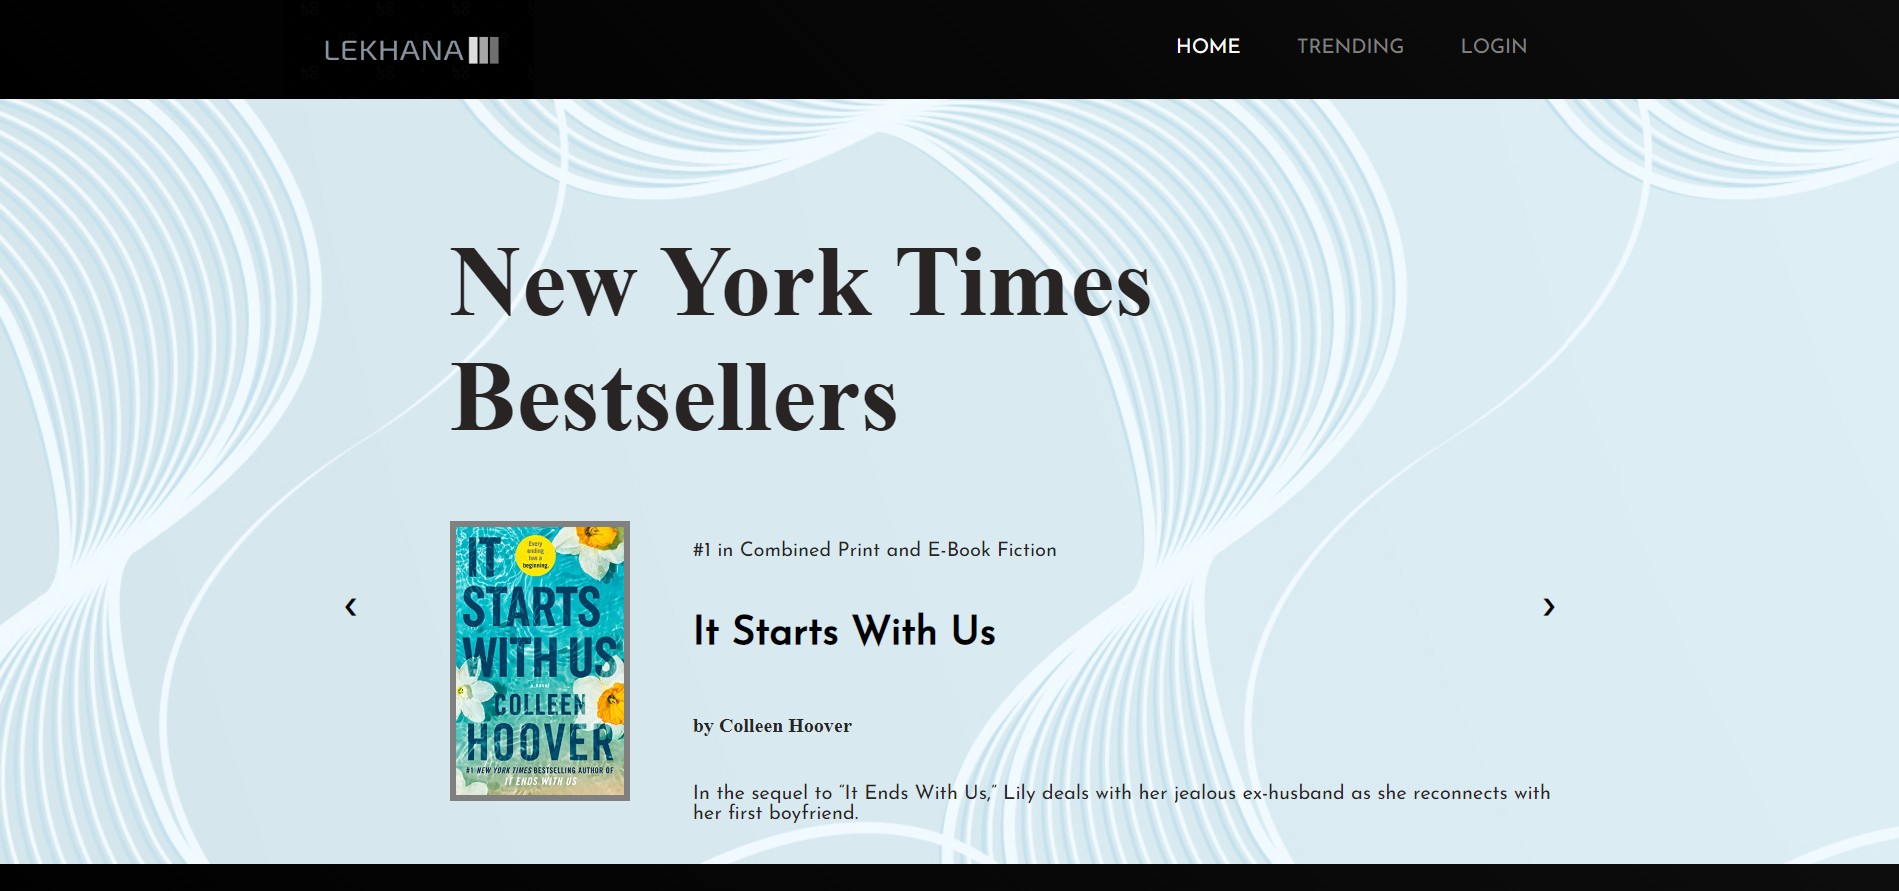 LEKHANA
HOME TRENDING LOGIN
New York Times
Bestsellers
IT
STARTS
WITH US
Every
ending
has a
beginning.
a novel
COLLEEN
HOOVER
#1 NEW YORK TIMES BESTSELLING AUTHOR OF
IT ENDS WITH US
#1 in Combined Print and E-Book Fiction
It Starts With Us
by Colleen Hoover
In the sequel to “It Ends With Us,” Lily deals with her jealous ex-husband as she reconnects with
her first boyfriend.
❮
❯